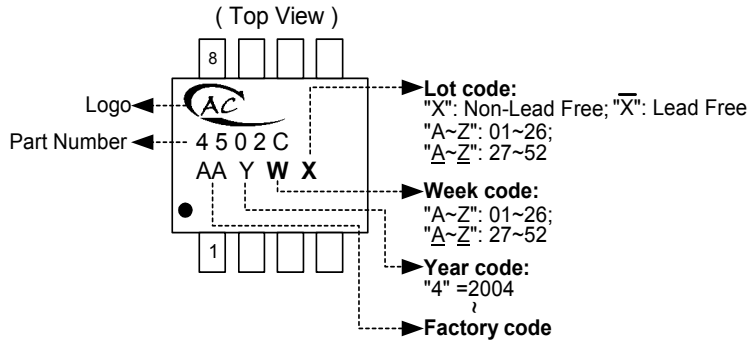 ( Top View )
8
Logo
AC
Part Number
4 5 0 2 C
AA Y W X
1
Lot code:
"X": Non-Lead Free; "X̅": Lead Free
"A~Z": 01~26;
"A̲~Z̲": 27~52
Week code:
"A~Z": 01~26;
"A̲~Z̲": 27~52
Year code:
"4" =2004
~
Factory code